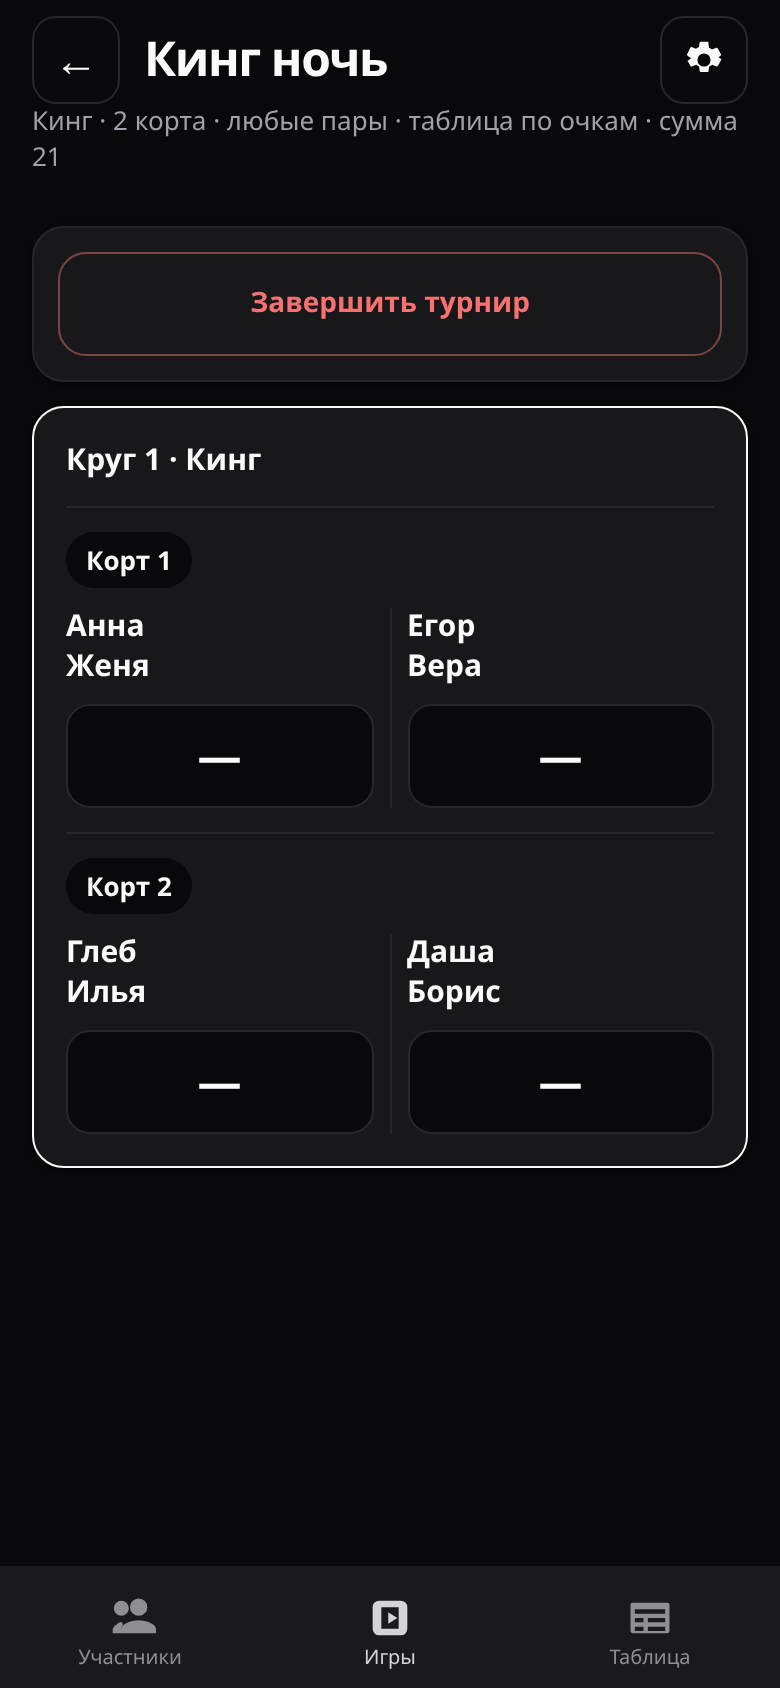 ←
Кинг ночь
Кинг · 2 корта · любые пары · таблица по очкам · сумма
21
Завершить турнир
Круг 1 · Кинг
Корт 1
Анна
Женя
Егор
Вера
—
—
Корт 2
Глеб
Илья
Даша
Борис
—
—
Участники
Игры
Таблица